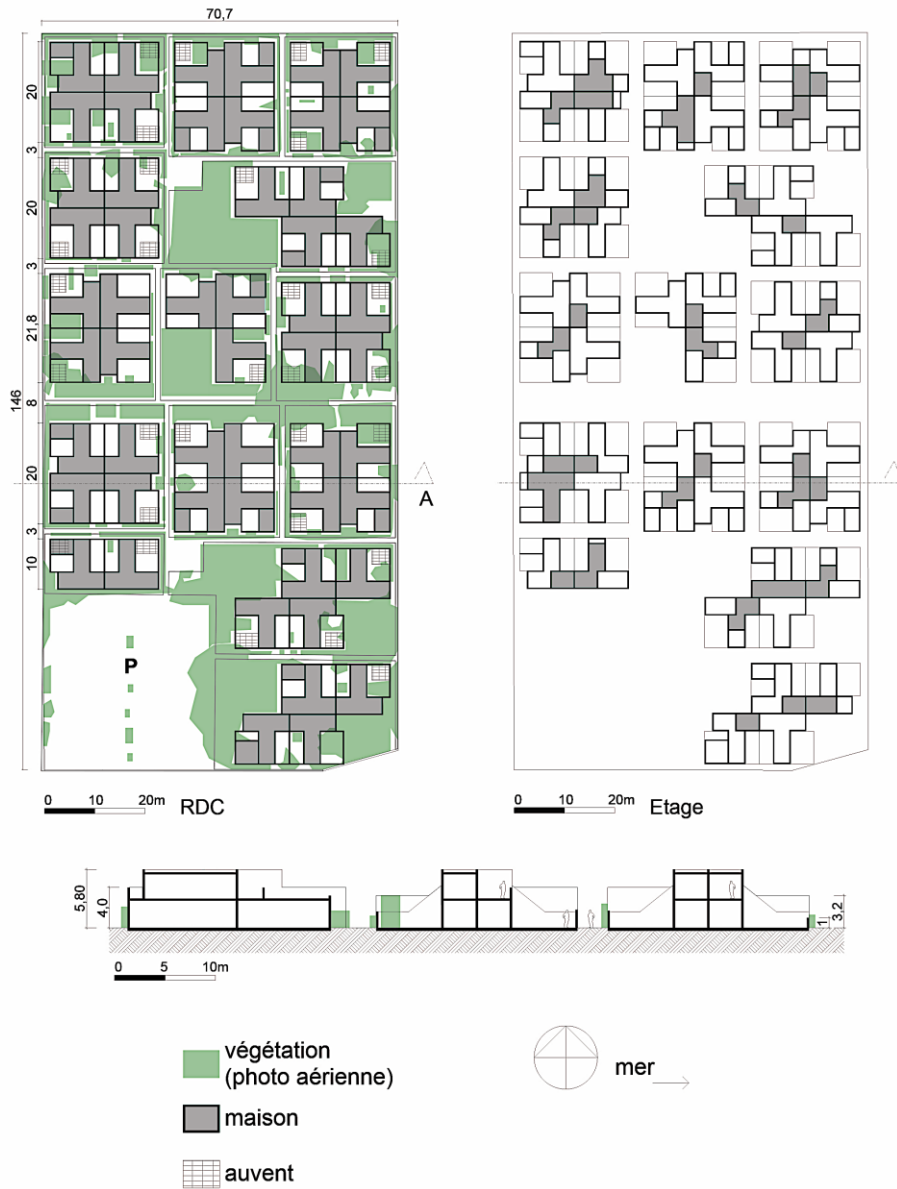 70,7
20
3
20
3
21,8
146
8
20
3
10
A
A
P
0 10 20m
RDC
0 10 20m
Etage
5,80
4,0
1
3,2
0 5 10m
végétation
(photo aérienne)
mer
maison
auvent